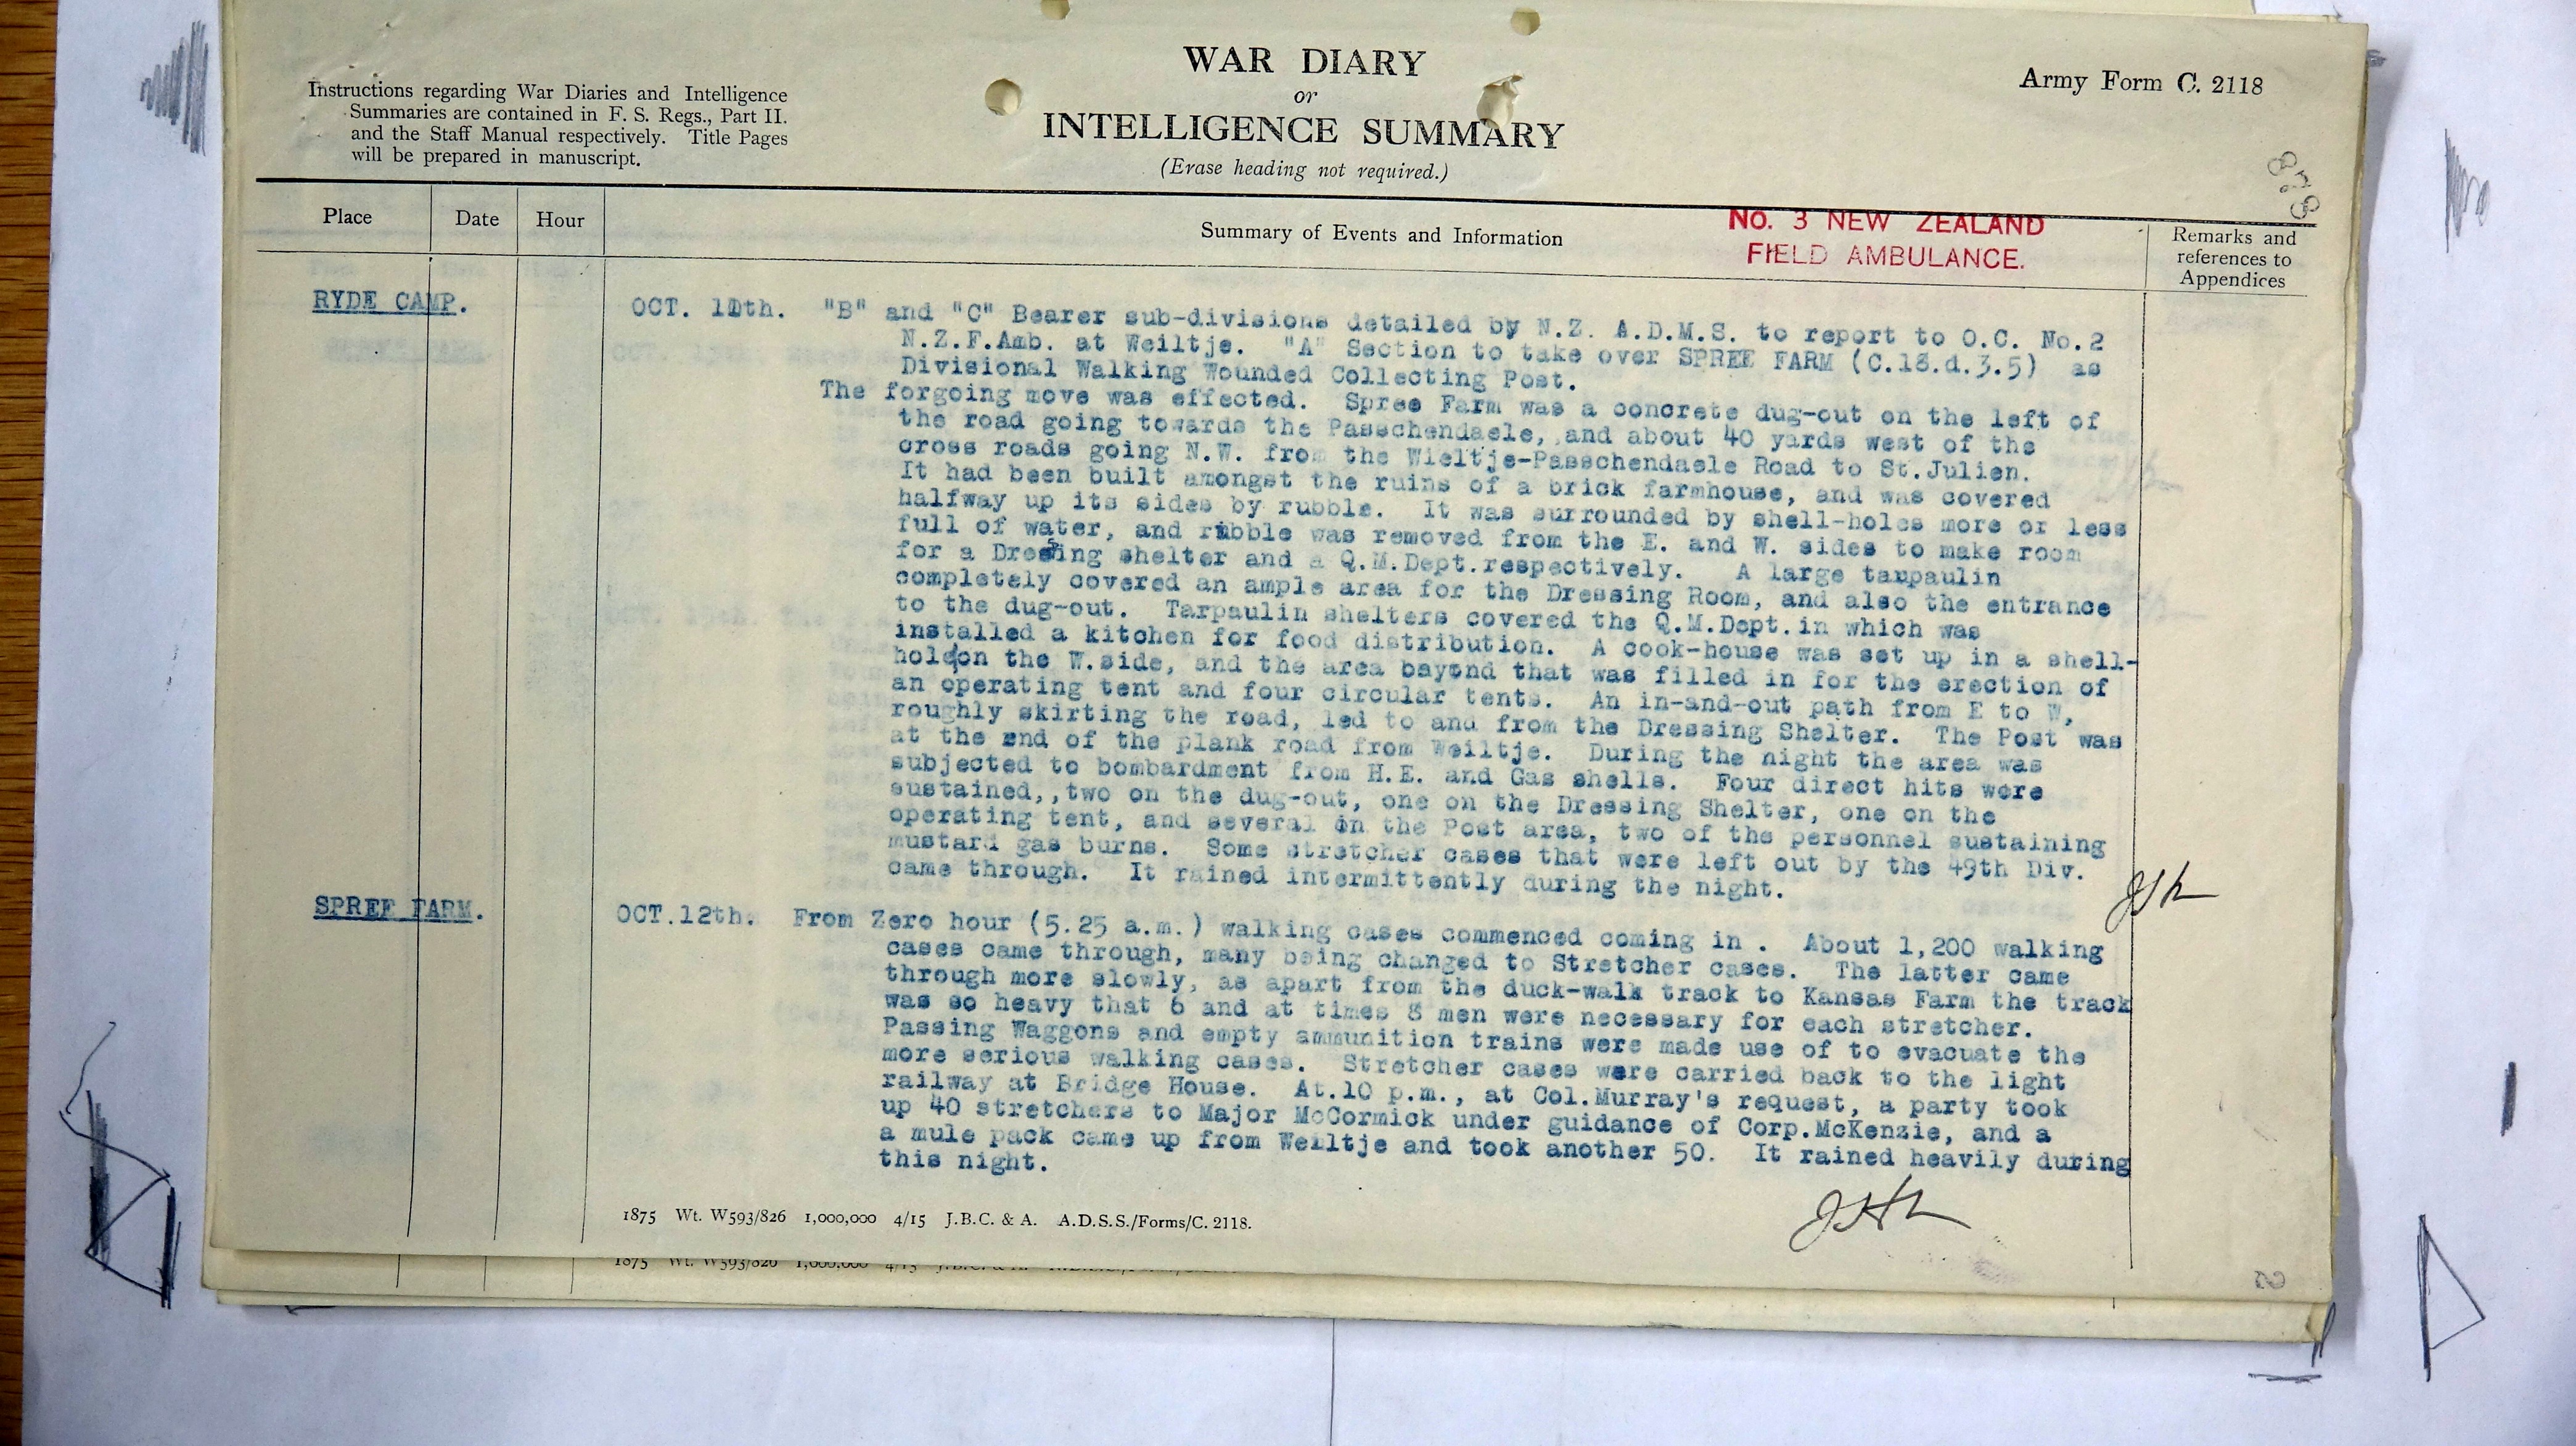 WAR DIARY
or
INTELLIGENCE SUMMARY
(Erase heading not required.)
Instructions regarding War Diaries and Intelligence
Summaries are contained in F. S. Regs., Part II.
and the Staff Manual respectively. Title Pages
will be prepared in manuscript.
Army Form C. 2118
Place
Date
Hour
Summary of Events and Information
No. 3 NEW ZEALAND
FIELD AMBULANCE.
Remarks and
references to
Appendices
RYDE CAMP.
OCT. 11th. "B" and "C" Bearer sub-divisions detailed by N.Z. A.D.M.S. to report to O.C. No.2
N.Z.F.Amb. at Weiltje. "A" Section to take over SPREE FARM (C.18.d.3.5) as
Divisional Walking Wounded Collecting Post.
The forgoing move was effected. Spree Farm was a concrete dug-out on the left of
the road going towards the Passchendaele, and about 40 yards west of the
cross roads going N.W. from the Wieltje-Passchendaele Road to St.Julien.
It had been built amongst the ruins of a brick farmhouse, and was covered
halfway up its sides by rubble. It was surrounded by shell-holes more or less
full of water, and rubble was removed from the E. and W. sides to make room
for a Dressing shelter and a Q.M.Dept.respectively. A large tarpaulin
completely covered an ample area for the Dressing Room, and also the entrance
to the dug-out. Tarpaulin shelters covered the Q.M.Dept.in which was
installed a kitchen for food distribution. A cook-house was set up in a shell-
hole on the W.side, and the area bayond that was filled in for the erection of
an operating tent and four circular tents. An in-and-out path from E to W,
roughly skirting the road, led to and from the Dressing Shelter. The Post was
at the end of the plank road from Weiltje. During the night the area was
subjected to bombardment from H.E. and Gas shells. Four direct hits were
sustained,,two on the dug-out, one on the Dressing Shelter, one on the
operating tent, and several in the Post area, two of the personnel sustaining
mustard gas burns. Some stretcher cases that were left out by the 49th Div.
came through. It rained intermittently during the night.
SPREE FARM.
OCT.12th. From Zero hour (5.25 a.m.) walking cases commenced coming in . About 1,200 walking
cases came through, many being changed to Stretcher cases. The latter came
through more slowly, as apart from the duck-walk track to Kansas Farm the track
was so heavy that 6 and at times 8 men were necessary for each stretcher.
Passing Waggons and empty ammunition trains were made use of to evacuate the
more serious walking cases. Stretcher cases were carried back to the light
railway at Bridge House. At.10 p.m., at Col.Murray's request, a party took
up 40 stretchers to Major McCormick under guidance of Corp.McKenzie, and a
a mule pack came up from Weiltje and took another 50. It rained heavily during
this night.
1875 Wt. W593/826 1,000,000 4/15 J.B.C. & A. A.D.S.S./Forms/C. 2118.
1875 Wt. W593/826 1,000,000 4/15